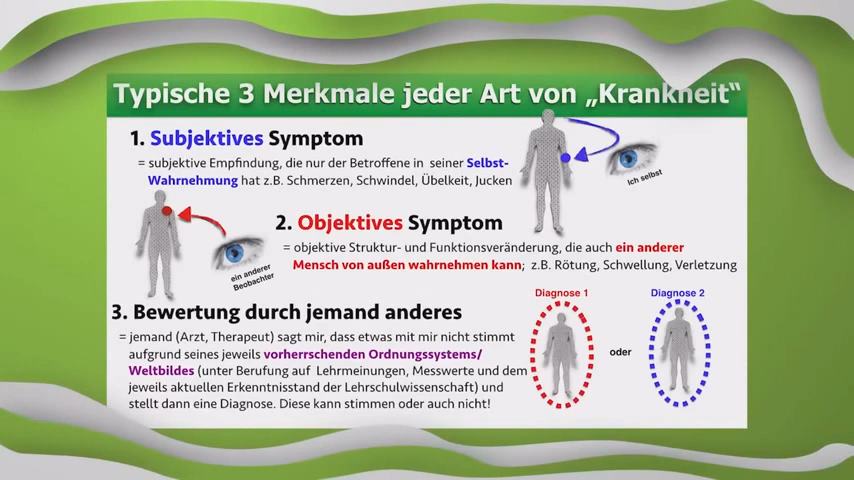 Typische 3 Merkmale jeder Art von „Krankheit“
1. Subjektives Symptom
= subjektive Empfindung, die nur der Betroffene in seiner Selbst-
Wahrnehmung hat z.B. Schmerzen, Schwindel, Übelkeit, Jucken
Ich selbst
2. Objektives Symptom
= objektive Struktur- und Funktionsveränderung, die auch ein anderer
Mensch von außen wahrnehmen kann; z.B. Rötung, Schwellung, Verletzung
ein anderer
Beobachter
3. Bewertung durch jemand anderes
= jemand (Arzt, Therapeut) sagt mir, dass etwas mit mir nicht stimmt
aufgrund seines jeweils vorherrschenden Ordnungssystems/
Weltbildes (unter Berufung auf Lehrmeinungen, Messwerte und dem
jeweils aktuellen Erkenntnisstand der Lehrschulwissenschaft) und
stellt dann eine Diagnose. Diese kann stimmen oder auch nicht!
Diagnose 1
oder
Diagnose 2